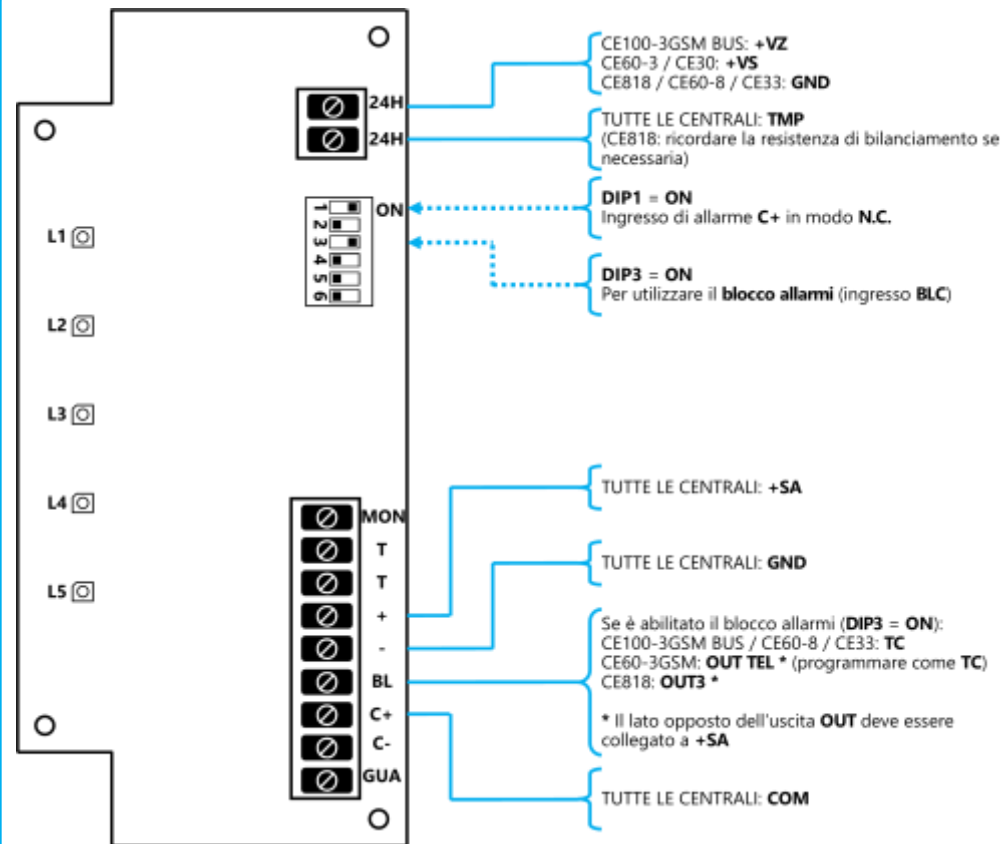 CE100-3GSM BUS: +VZ
CE60-3 / CE30: +VS
CE818 / CE60-8 / CE33: GND
24H
24H
TUTTE LE CENTRALI: TMP
(CE818: ricordare la resistenza di bilanciamento se
necessaria)
DIP1 = ON
Ingresso di allarme C+ in modo N.C.
ON
1
2
3
4
5
6
DIP3 = ON
Per utilizzare il blocco allarmi (ingresso BLC)
L1
L2
L3
L4
L5
TUTTE LE CENTRALI: +SA
MON
T
T
+
-
BL
C+
C-
GUA
TUTTE LE CENTRALI: GND
Se è abilitato il blocco allarmi (DIP3 = ON):
CE100-3GSM BUS / CE60-8 / CE33: TC
CE60-3GSM: OUT TEL * (programmare come TC)
CE818: OUT3 *
* Il lato opposto dell'uscita OUT deve essere
collegato a +SA
TUTTE LE CENTRALI: COM